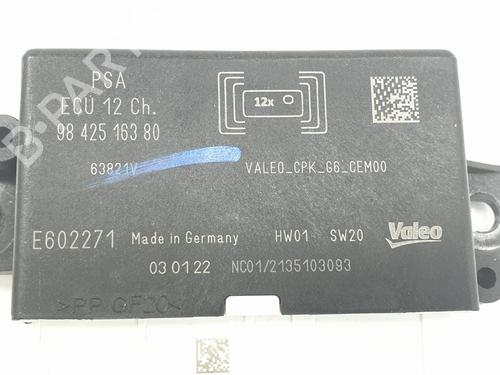 PSA
ECU 12 Ch.
98 425 163 80
12x
63821V
VALEO_CPK_G6_CEM00
E602271
Made in Germany
HW01 SW20
Valeo
03 01 22
NC01/2135103093
>PP GF20<
B-PARTS